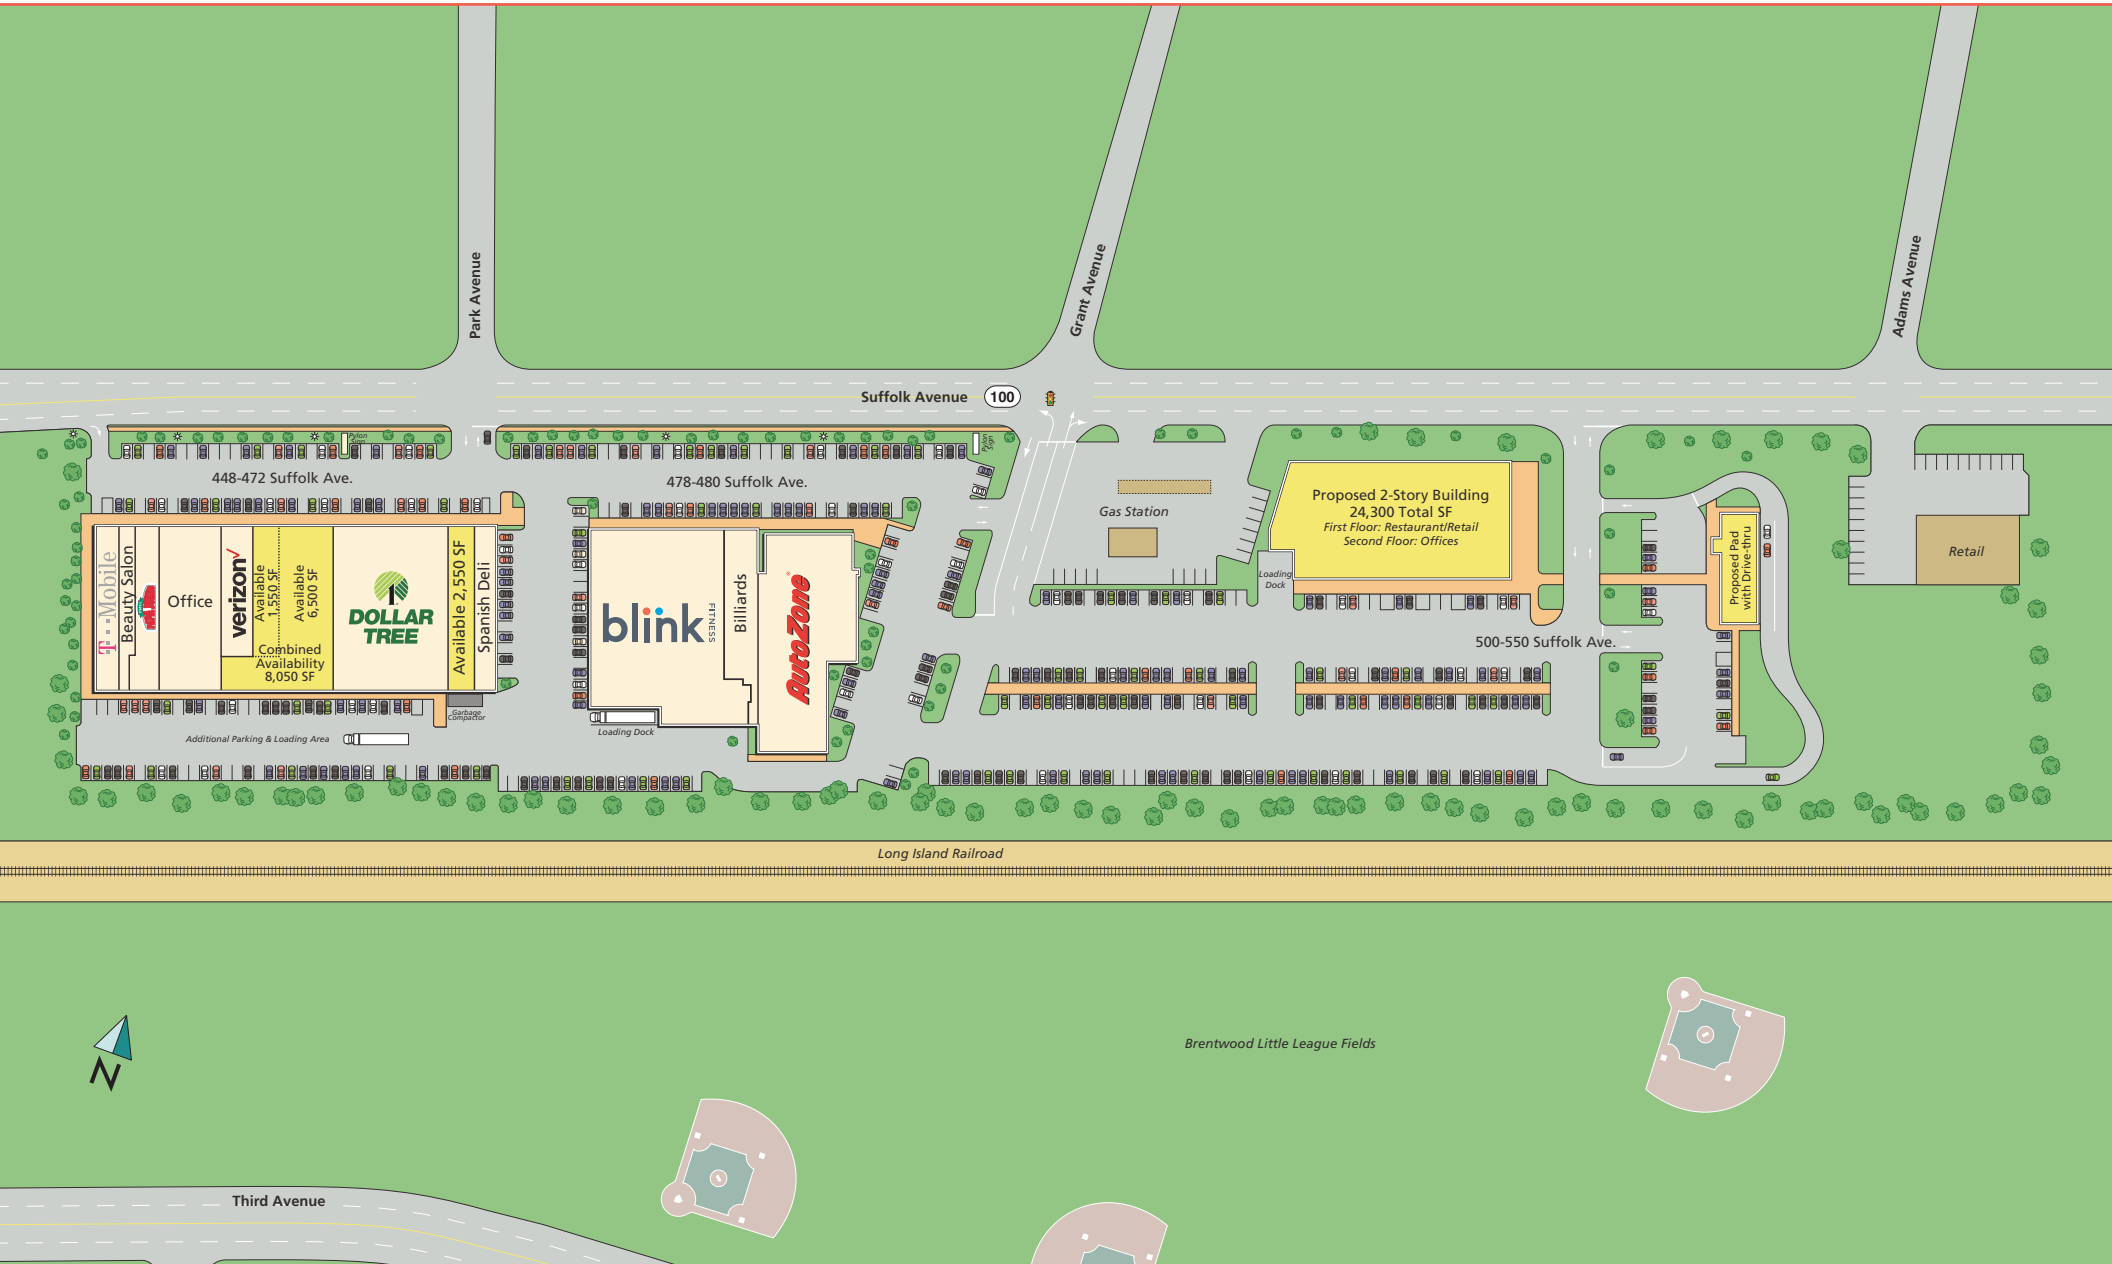 Park Avenue
Grant Avenue
Adams Avenue
Suffolk Avenue
100
Pylon
Sign
Pylon
Sign
448-472 Suffolk Ave.
478-480 Suffolk Ave.
T··Mobile
Beauty Salon
Office
verizon
Available
1,550 SF
Available
6,500 SF
Combined
Availability
8,050 SF
DOLLAR
TREE
Available 2,550 SF
Spanish Deli
blink
FITNESS
Billiards
AutoZone
Gas Station
Proposed 2-Story Building
24,300 Total SF
First Floor: Restaurant/Retail
Second Floor: Offices
Loading
Dock
Proposed Pad
with Drive-thru
Retail
500-550 Suffolk Ave.
Garbage
Compactor
Additional Parking & Loading Area
Loading Dock
Long Island Railroad
Brentwood Little League Fields
N
Third Avenue